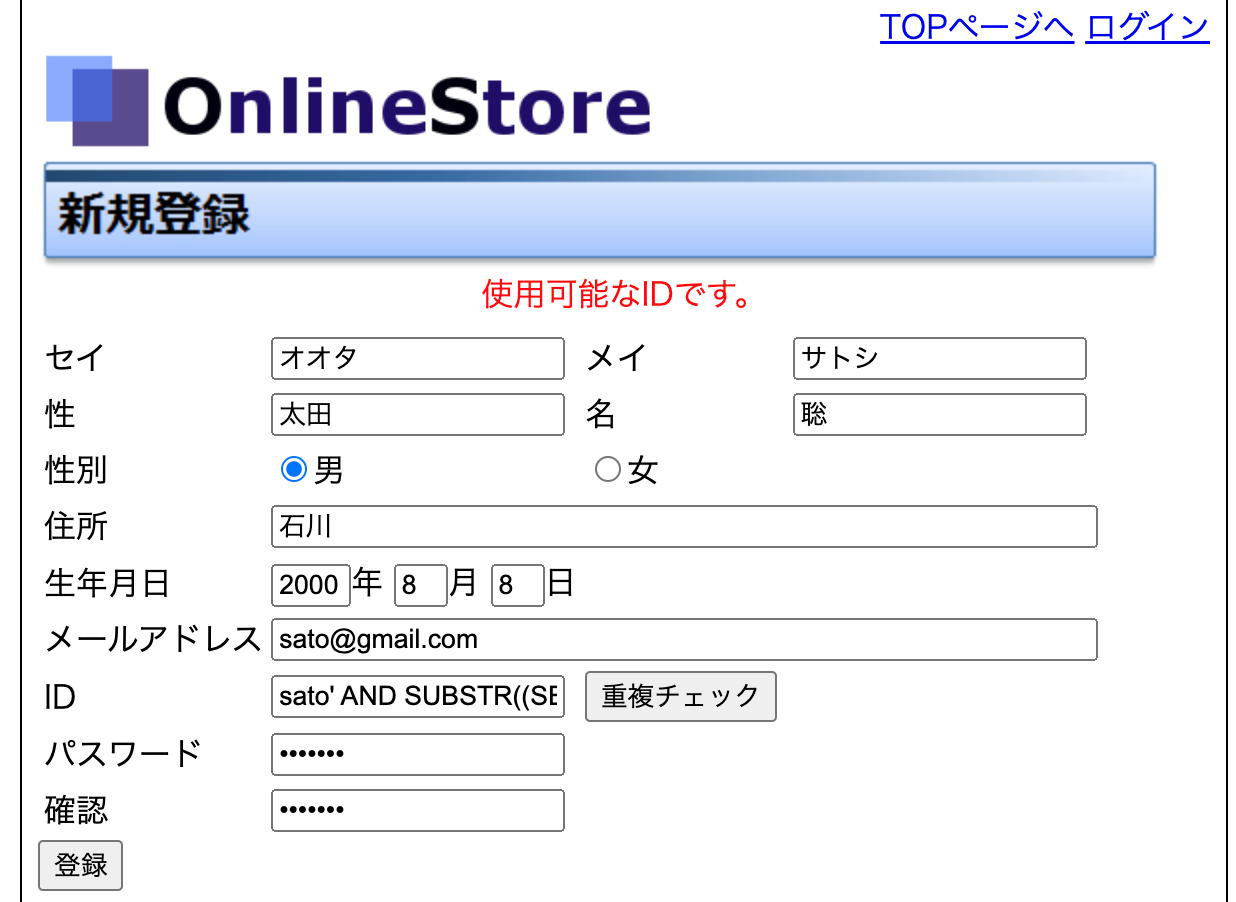 TOPページへ ログイン
OnlineStore
新規登録
使用可能なIDです。
セイ オオタ メイ サトシ
性 太田 名 聡
性別 男 女
住所 石川
生年月日 2000 年 8 月 8 日
メールアドレス sato@gmail.com
ID sato' AND SUBSTR((SE 重複チェック
パスワード •••••••
確認 •••••••
登録